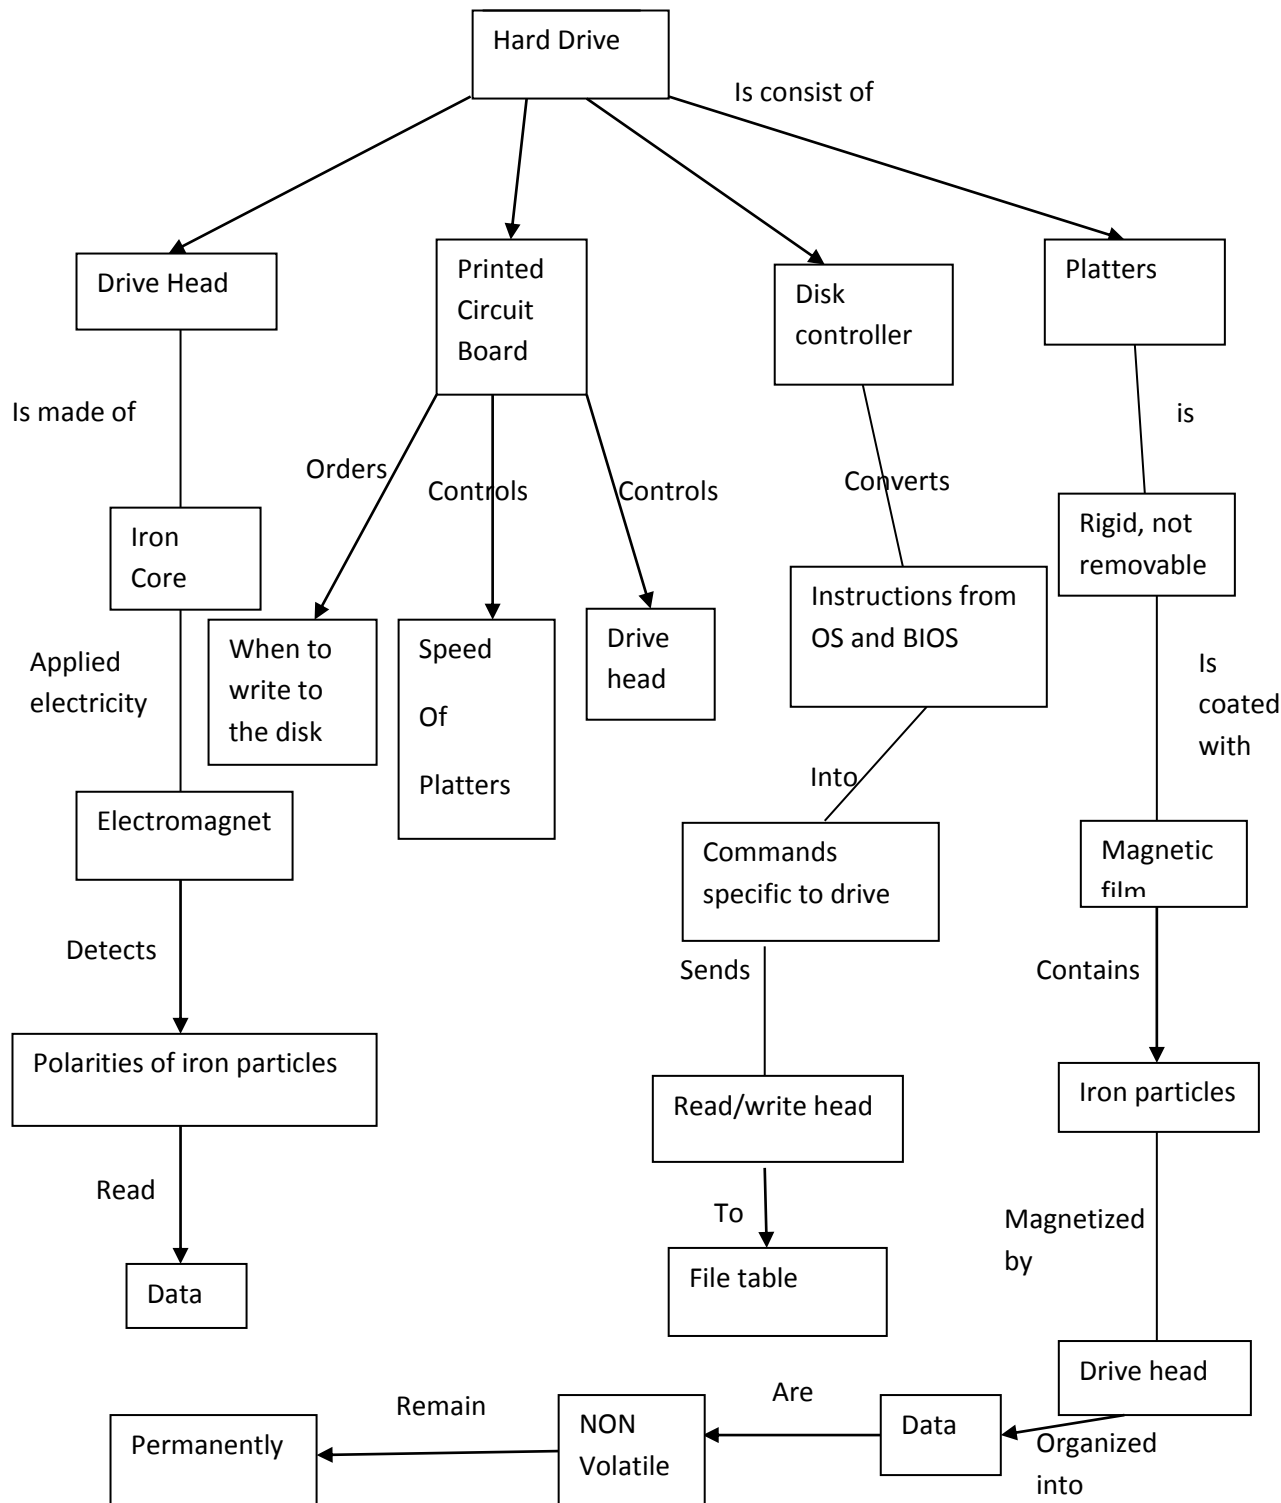 Hard Drive
Is consist of
Drive Head
Printed
Circuit
Board
Disk
controller
Platters
Is made of
is
Orders
Controls
Controls
Converts
Iron
Core
Rigid, not
removable
When to
write to
the disk
Speed
Of
Platters
Drive
head
Instructions from
OS and BIOS
Applied
electricity
Is
coated
with
Into
Electromagnet
Commands
specific to drive
Magnetic
film
Detects
Sends
Contains
Polarities of iron particles
Read/write head
Iron particles
Read
To
Magnetized
by
Data
File table
Drive head
Organized
into
Data
Are
NON
Volatile
Remain
Permanently